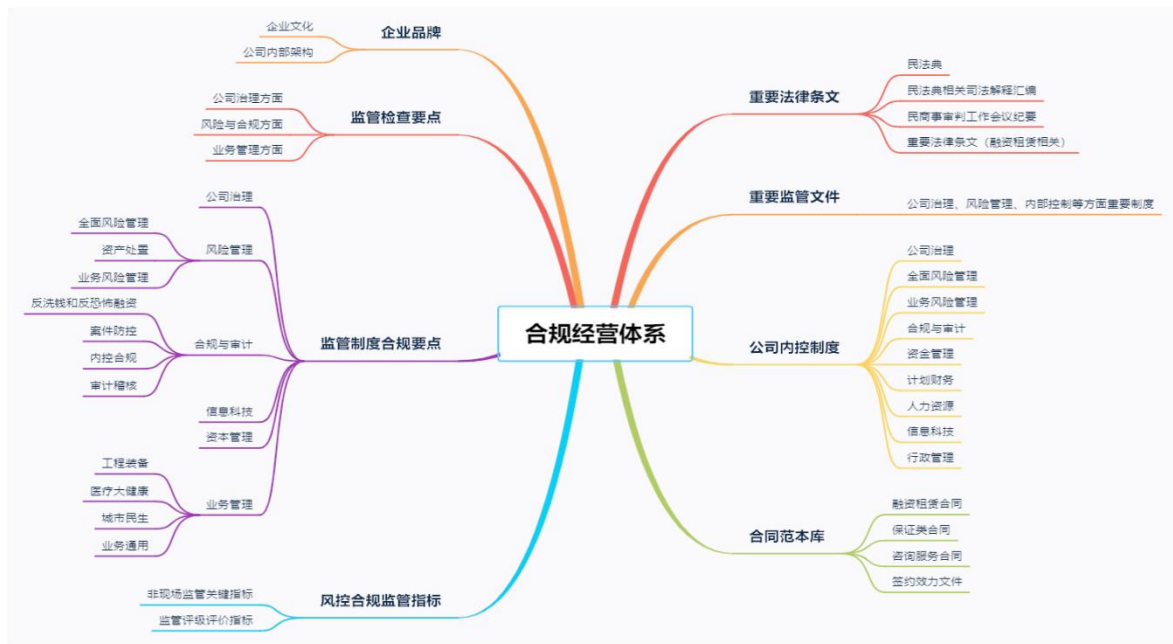 合规经营体系
重要法律条文
民法典
民法典相关司法解释汇编
民商事审判工作会议纪要
重要法律条文（融资租赁相关）
重要监管文件
公司治理、风险管理、内部控制等方面重要制度
公司内控制度
公司治理
全面风险管理
业务风险管理
合规与审计
资金管理
计划财务
人力资源
信息科技
行政管理
合同范本库
融资租赁合同
保证类合同
咨询服务合同
签约效力文件
企业品牌
企业文化
公司内部架构
监管检查要点
公司治理方面
风险与合规方面
业务管理方面
监管制度合规要点
公司治理
风险管理
全面风险管理
资产处置
业务风险管理
合规与审计
反洗钱和反恐怖融资
案件防控
内控合规
审计稽核
信息科技
资本管理
业务管理
工程装备
医疗大健康
城市民生
业务通用
风控合规监管指标
非现场监管关键指标
监管评级评价指标